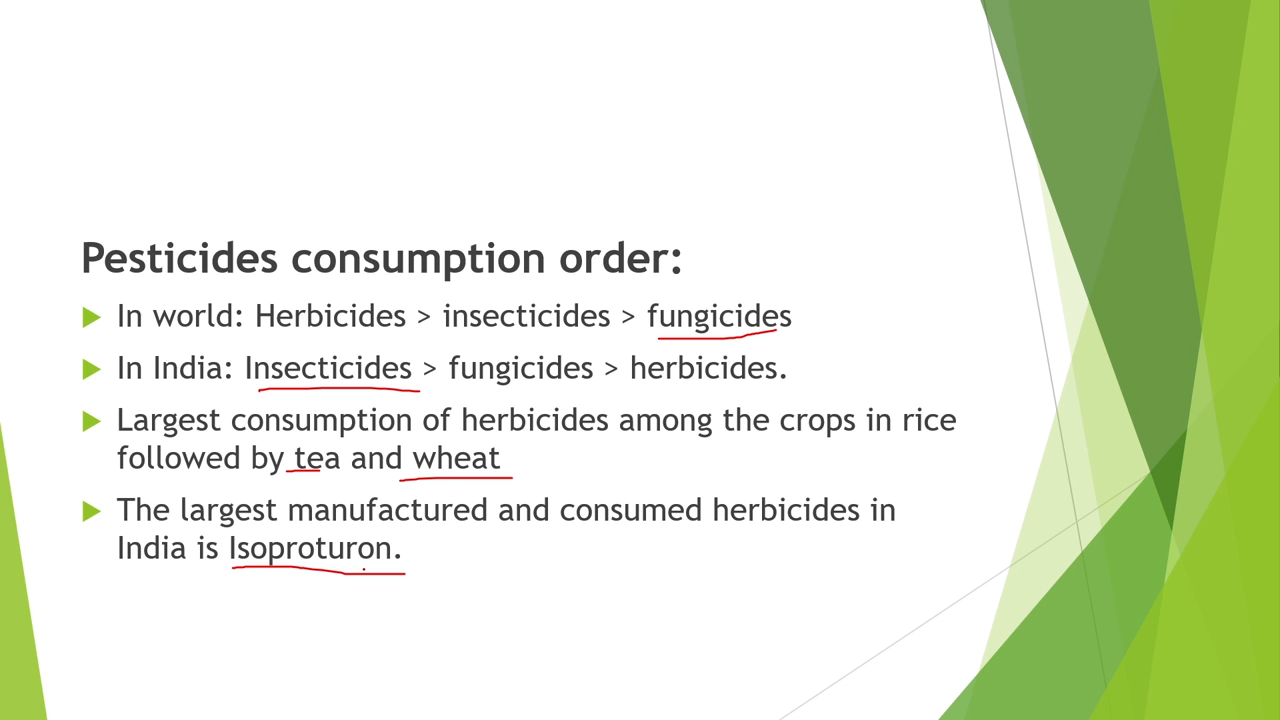 Pesticides consumption order:
In world: Herbicides > insecticides > fungicides
In India: Insecticides > fungicides > herbicides.
Largest consumption of herbicides among the crops in rice
followed by tea and wheat
The largest manufactured and consumed herbicides in
India is Isoproturon.